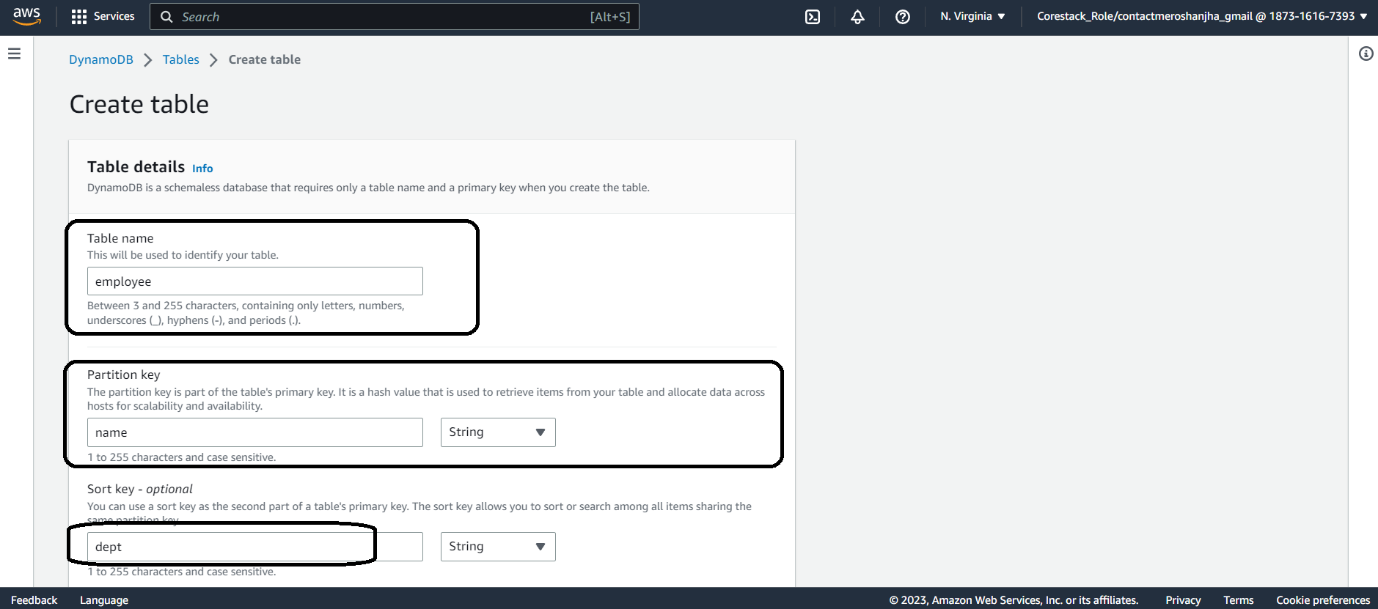 aws
Services
Search
[Alt+S]
N. Virginia
Corestack_Role/contactmeroshanjha_gmail @ 1873-1616-7393
DynamoDB
Tables
Create table
Create table
Table details Info
DynamoDB is a schemaless database that requires only a table name and a primary key when you create the table.
Table name
This will be used to identify your table.
employee
Between 3 and 255 characters, containing only letters, numbers,
underscores (_), hyphens (-), and periods (.).
Partition key
The partition key is part of the table's primary key. It is a hash value that is used to retrieve items from your table and allocate data across
hosts for scalability and availability.
name
String
1 to 255 characters and case sensitive.
Sort key - optional
You can use a sort key as the second part of a table's primary key. The sort key allows you to sort or search among all items sharing the
same partition key.
dept
String
1 to 255 characters and case sensitive.
Feedback
Language
© 2023, Amazon Web Services, Inc. or its affiliates.
Privacy
Terms
Cookie preferences